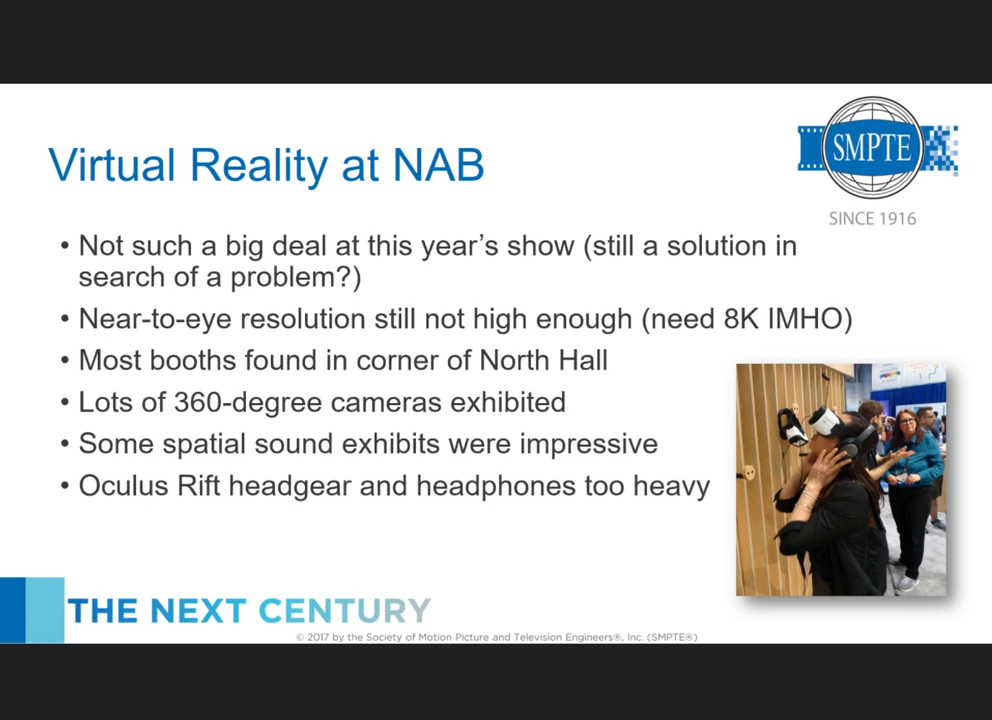 SMPTE
SINCE 1916
Virtual Reality at NAB
• Not such a big deal at this year’s show (still a solution in
search of a problem?)
• Near-to-eye resolution still not high enough (need 8K IMHO)
• Most booths found in corner of North Hall
• Lots of 360-degree cameras exhibited
• Some spatial sound exhibits were impressive
• Oculus Rift headgear and headphones too heavy
THE NEXT CENTURY
© 2017 by the Society of Motion Picture and Television Engineers®, Inc. (SMPTE®)